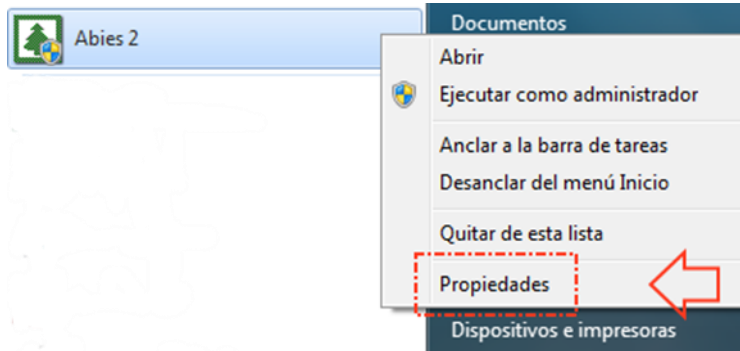 Abies 2
Documentos
Abrir
Ejecutar como administrador
Anclar a la barra de tareas
Desanclar del menú Inicio
Quitar de esta lista
Propiedades
Dispositivos e impresoras